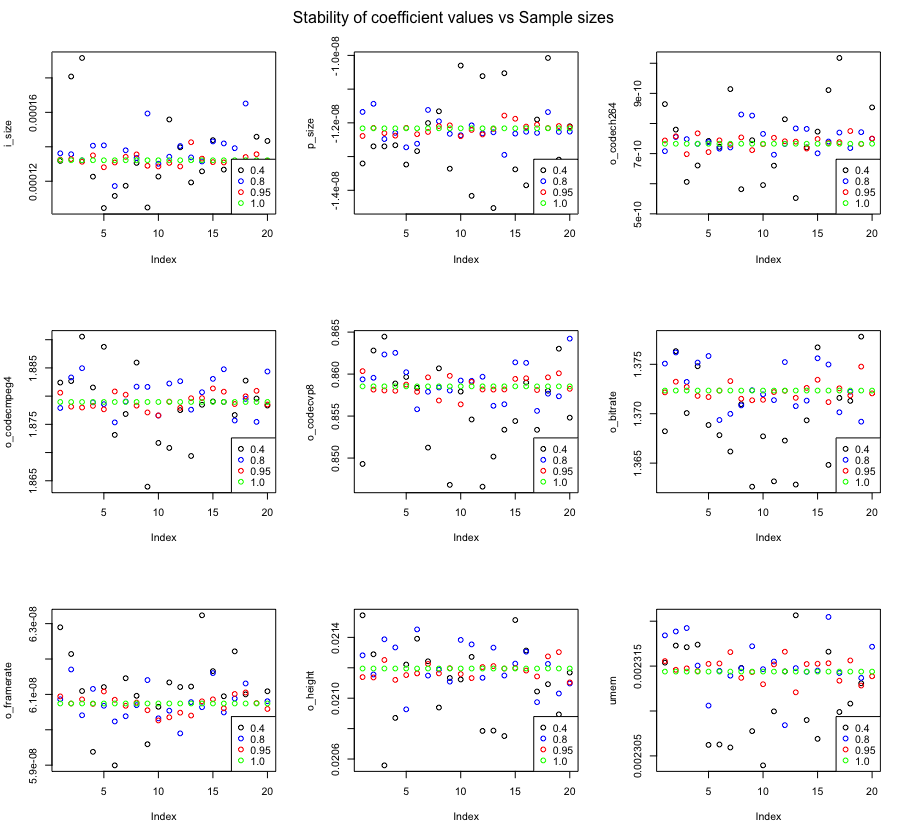 Stability of coefficient values vs Sample sizes
i_size
0.00012 0.00016
5 10 15 20
Index
0.4
0.8
0.95
1.0
p_size
-1.4e-08 -1.2e-08 -1.0e-08
5 10 15 20
Index
0.4
0.8
0.95
1.0
o_codech264
5e-10 7e-10 9e-10
5 10 15 20
Index
0.4
0.8
0.95
1.0
o_codecmpeg4
1.865 1.875 1.885
5 10 15 20
Index
0.4
0.8
0.95
1.0
o_codecvp8
0.850 0.855 0.860 0.865
5 10 15 20
Index
0.4
0.8
0.95
1.0
o_bitrate
1.365 1.370 1.375
5 10 15 20
Index
0.4
0.8
0.95
1.0
o_framerate
5.9e-08 6.1e-08 6.3e-08
5 10 15 20
Index
0.4
0.8
0.95
1.0
o_height
0.0206 0.0210 0.0214
5 10 15 20
Index
0.4
0.8
0.95
1.0
umem
0.002305 0.002315
5 10 15 20
Index
0.4
0.8
0.95
1.0